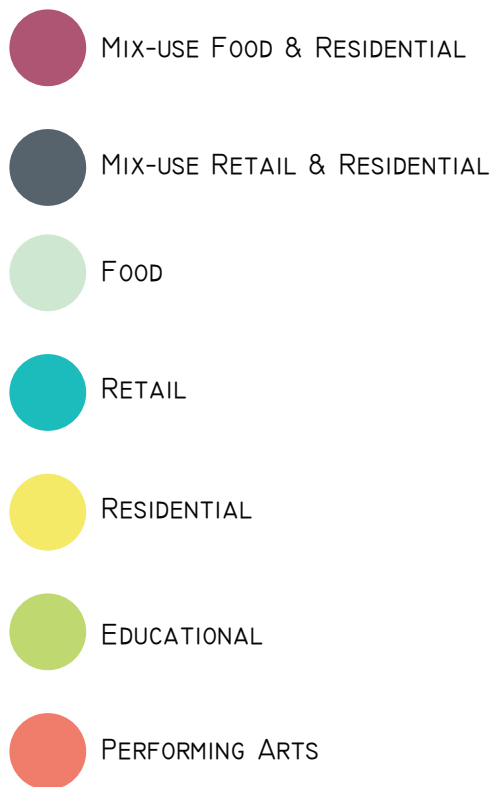 Mix-use Food & Residential
Mix-use Retail & Residential
Food
Retail
Residential
Educational
Performing Arts